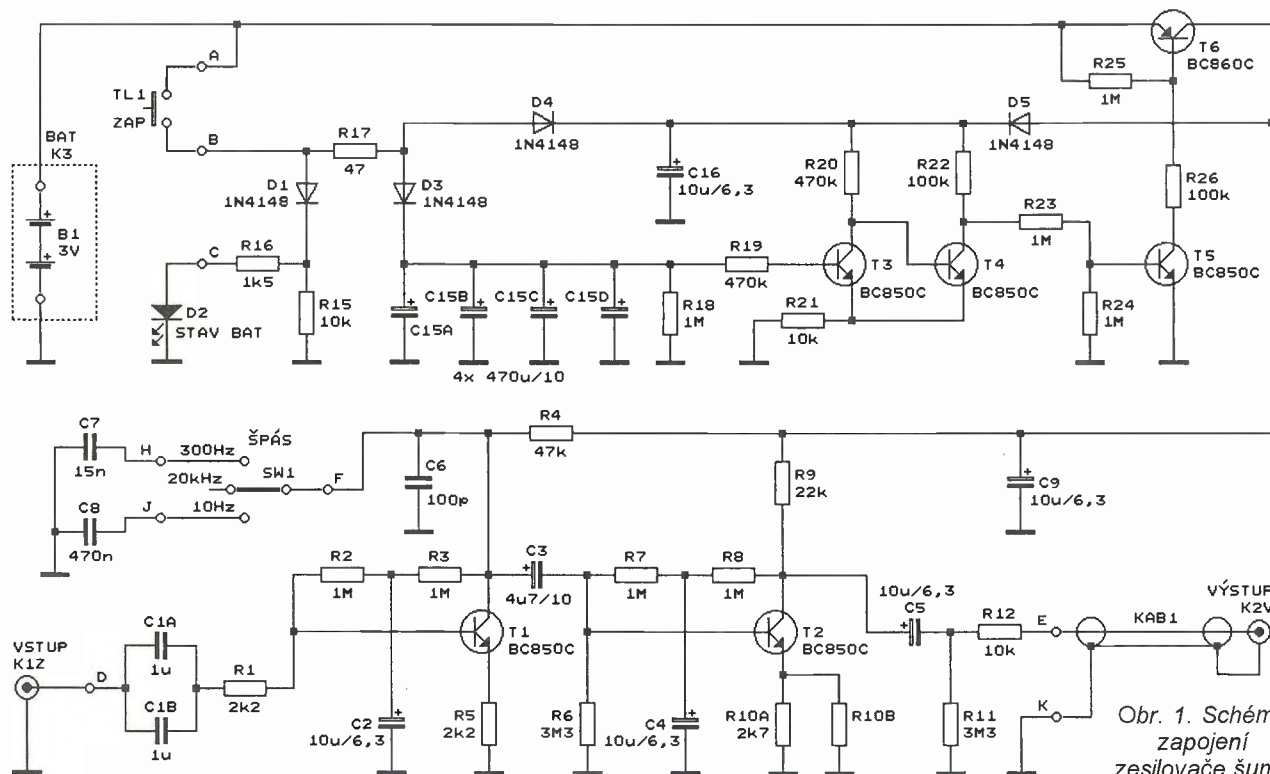 A
TL1
ZAP
B
BAT
K3
B1
3V
+
+
R17
47
D1
1N4148
D3
1N4148
C
R16
1k5
D2
STAV BAT
R15
10k
D4
1N4148
+
C16
10u/6,3
C15A
C15B
C15C
C15D
4x 470u/10
R18
1M
R19
470k
R20
470k
R21
10k
R22
100k
T3
BC850C
T4
BC850C
D5
1N4148
R23
1M
R24
1M
R25
1M
T6
BC860C
R26
100k
T5
BC850C
C7
15n
H
300Hz
ŠPÁS
20kHz
SW1
F
C8
470n
J
10Hz
C6
100p
R4
47k
R9
22k
+
C9
10u/6,3
R2
1M
R3
1M
C3
4u7/10
R7
1M
R8
1M
T1
BC850C
T2
BC850C
10u/6,3
C5
R12
10k
E
KAB1
VÝSTUP
K2V
VSTUP
K1Z
D
C1A
1u
C1B
1u
R1
2k2
C2
10u/6,3
R5
2k2
R6
3M3
C4
10u/6,3
R10A
2k7
R10B
R11
3M3
K
Obr. 1. Schém
zapojení
zesilovače šum